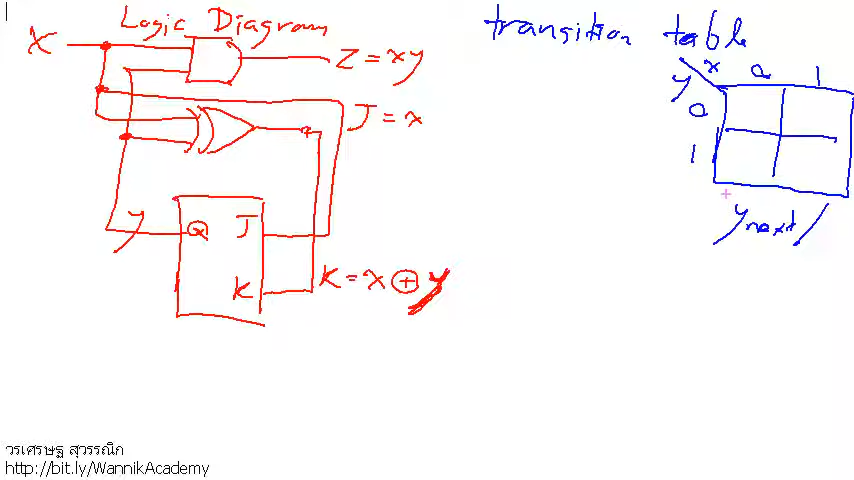 Logic Diagram
X
Z = xy
J = x
y
Q J
K
K = x ⊕ y
transition table
x 0 1
y
0
1
ynext /
วรเศรษฐ สุวรรณิก
http://bit.ly/WannikAcademy